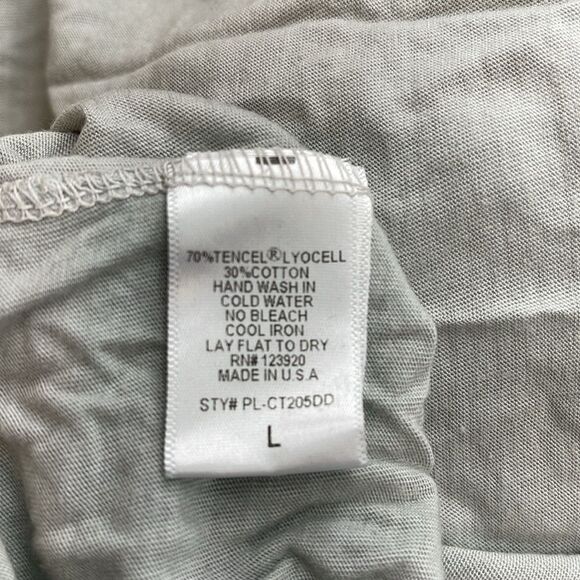 70%TENCEL®LYOCELL
30%COTTON
HAND WASH IN
COLD WATER
NO BLEACH
COOL IRON
LAY FLAT TO DRY
RN# 123920
MADE IN U.S.A
STY# PL-CT205DD
L